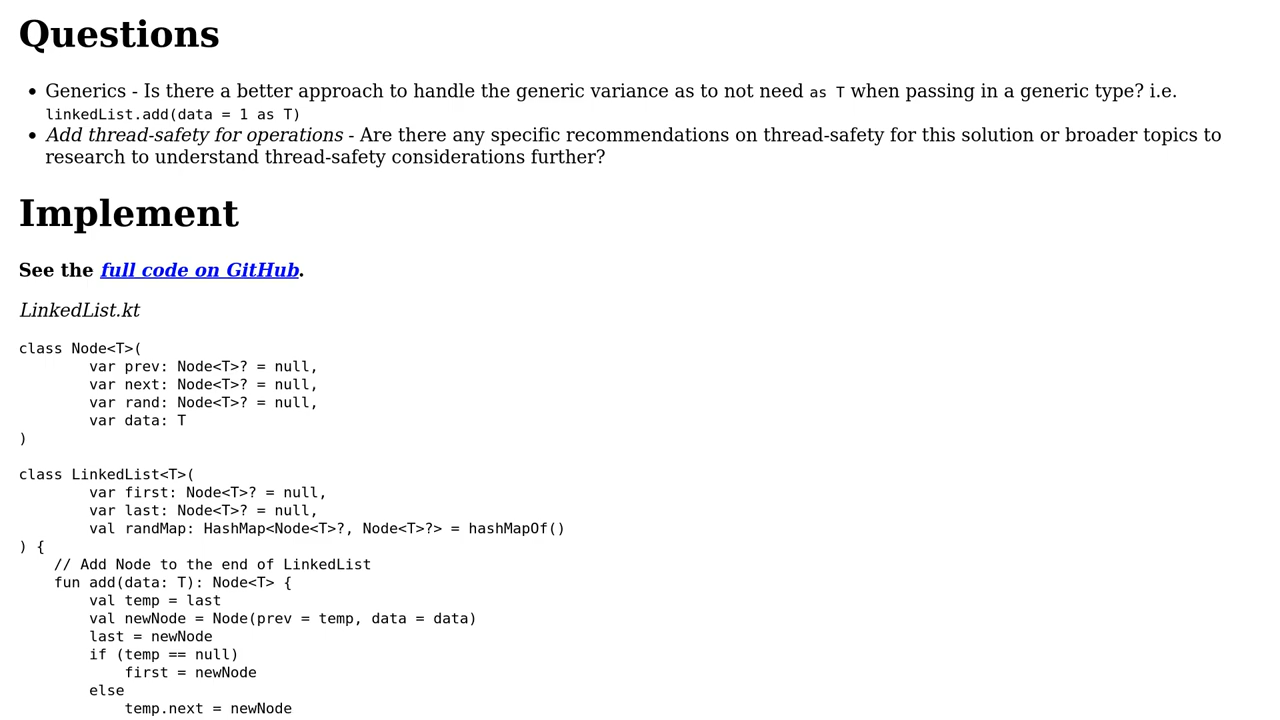 Questions
• Generics - Is there a better approach to handle the generic variance as to not need as T when passing in a generic type? i.e.
linkedList.add(data = 1 as T)
• Add thread-safety for operations - Are there any specific recommendations on thread-safety for this solution or broader topics to
research to understand thread-safety considerations further?
Implement
See the full code on GitHub.
LinkedList.kt
class Node<T>(
        var prev: Node<T>? = null,
        var next: Node<T>? = null,
        var rand: Node<T>? = null,
        var data: T
)
class LinkedList<T>(
        var first: Node<T>? = null,
        var last: Node<T>? = null,
        val randMap: HashMap<Node<T>?, Node<T>?> = hashMapOf()
) {
    // Add Node to the end of LinkedList
    fun add(data: T): Node<T> {
        val temp = last
        val newNode = Node(prev = temp, data = data)
        last = newNode
        if (temp == null)
            first = newNode
        else
            temp.next = newNode